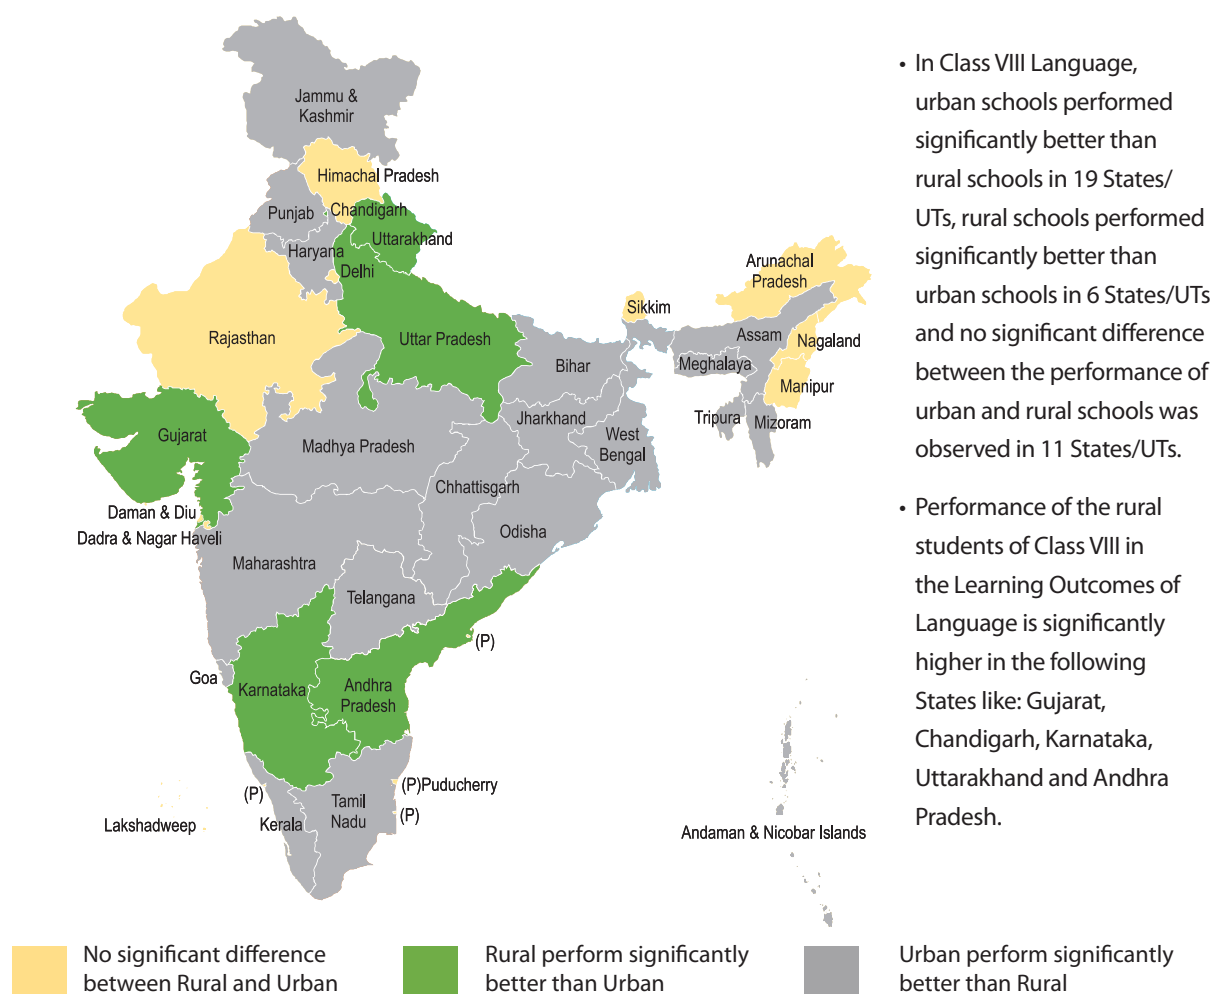 Jammu &
Kashmir
Himachal Pradesh
Chandigarh
Punjab
Uttarakhand
Haryana
Delhi
Arunachal
Pradesh
Sikkim
Rajasthan
Uttar Pradesh
Assam
Nagaland
Bihar
Meghalaya
Manipur
Jharkhand
Tripura
Mizoram
Gujarat
Madhya Pradesh
West
Bengal
Chhattisgarh
Daman & Diu
Odisha
Dadra & Nagar Haveli
Maharashtra
Telangana
(P)
Goa
Karnataka
Andhra
Pradesh
(P)Puducherry
(P)
Tamil
Nadu
(P)
Lakshadweep
Kerala
Andaman & Nicobar Islands
• In Class VIII Language,
urban schools performed
significantly better than
rural schools in 19 States/
UTs, rural schools performed
significantly better than
urban schools in 6 States/UTs
and no significant difference
between the performance of
urban and rural schools was
observed in 11 States/UTs.
• Performance of the rural
students of Class VIII in
the Learning Outcomes of
Language is significantly
higher in the following
States like: Gujarat,
Chandigarh, Karnataka,
Uttarakhand and Andhra
Pradesh.
No significant difference
between Rural and Urban
Rural perform significantly
better than Urban
Urban perform significantly
better than Rural